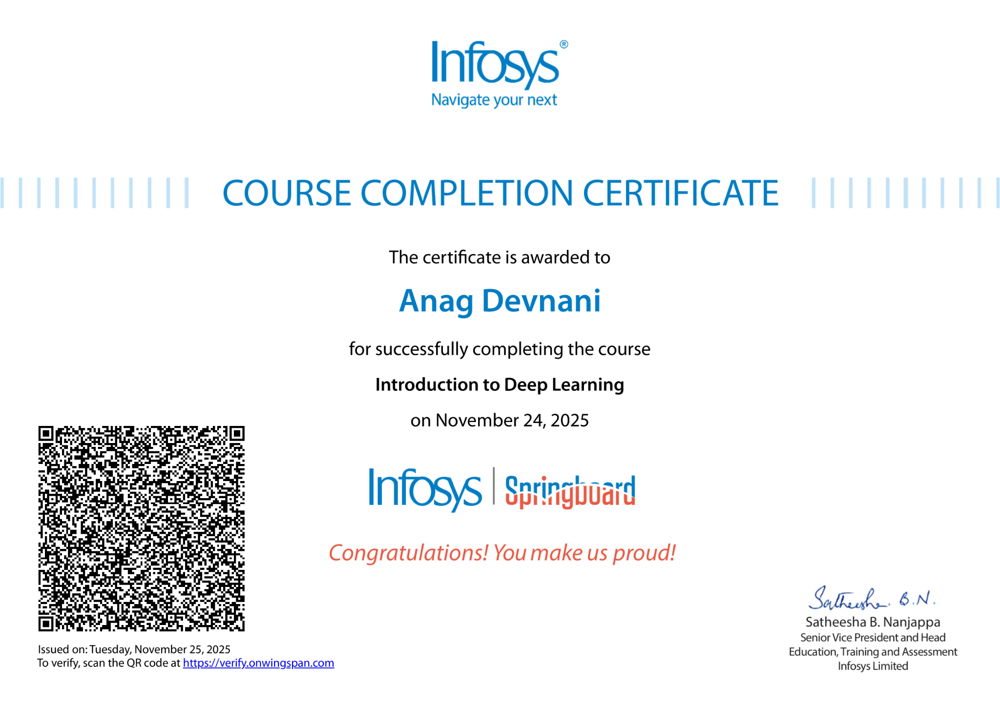 Infosys®
Navigate your next
COURSE COMPLETION CERTIFICATE
The certificate is awarded to
Anag Devnani
for successfully completing the course
Introduction to Deep Learning
on November 24, 2025
Infosys | Springboard
Congratulations! You make us proud!
Satheesha B.N.
Satheesha B. Nanjappa
Senior Vice President and Head
Education, Training and Assessment
Infosys Limited
Issued on: Tuesday, November 25, 2025
To verify, scan the QR code at https://verify.onwingspan.com